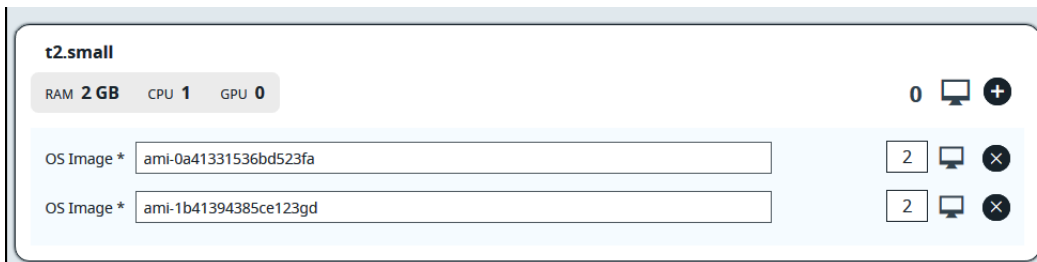 t2.small
RAM 2 GB CPU 1 GPU 0 0
OS Image * ami-0a41331536bd523fa 2
OS Image * ami-1b41394385ce123gd 2